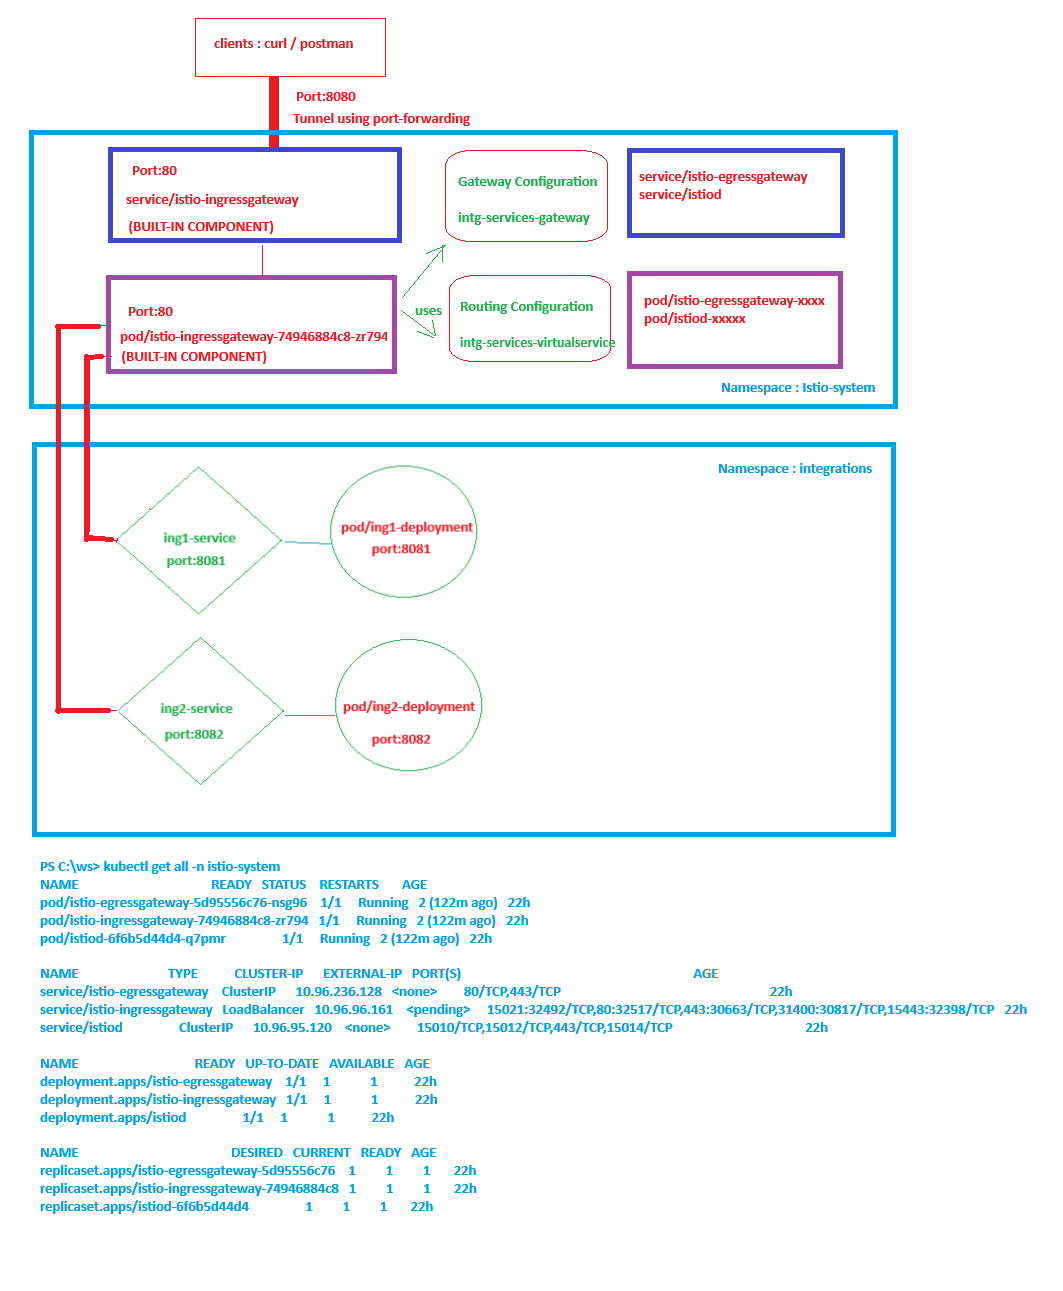 clients : curl / postman
Port:8080
Tunnel using port-forwarding
Port:80
service/istio-ingressgateway
(BUILT-IN COMPONENT)
Gateway Configuration
intg-services-gateway
service/istio-egressgateway
service/istiod
Port:80
pod/istio-ingressgateway-74946884c8-zr794
(BUILT-IN COMPONENT)
uses
Routing Configuration
intg-services-virtualservice
pod/istio-egressgateway-xxxx
pod/istiod-xxxxx
Namespace : Istio-system
Namespace : integrations
ing1-service
port:8081
pod/ing1-deployment
port:8081
ing2-service
port:8082
pod/ing2-deployment
port:8082
PS C:\ws> kubectl get all -n istio-system
NAME READY STATUS RESTARTS AGE
pod/istio-egressgateway-5d95556c76-nsg96 1/1 Running 2 (122m ago) 22h
pod/istio-ingressgateway-74946884c8-zr794 1/1 Running 2 (122m ago) 22h
pod/istiod-6f6b5d44d4-q7pmr 1/1 Running 2 (122m ago) 22h
NAME TYPE CLUSTER-IP EXTERNAL-IP PORT(S) AGE
service/istio-egressgateway ClusterIP 10.96.236.128 <none> 80/TCP,443/TCP 22h
service/istio-ingressgateway LoadBalancer 10.96.96.161 <pending> 15021:32492/TCP,80:32517/TCP,443:30663/TCP,31400:30817/TCP,15443:32398/TCP 22h
service/istiod ClusterIP 10.96.95.120 <none> 15010/TCP,15012/TCP,443/TCP,15014/TCP 22h
NAME READY UP-TO-DATE AVAILABLE AGE
deployment.apps/istio-egressgateway 1/1 1 1 22h
deployment.apps/istio-ingressgateway 1/1 1 1 22h
deployment.apps/istiod 1/1 1 1 22h
NAME DESIRED CURRENT READY AGE
replicaset.apps/istio-egressgateway-5d95556c76 1 1 1 22h
replicaset.apps/istio-ingressgateway-74946884c8 1 1 1 22h
replicaset.apps/istiod-6f6b5d44d4 1 1 1 22h